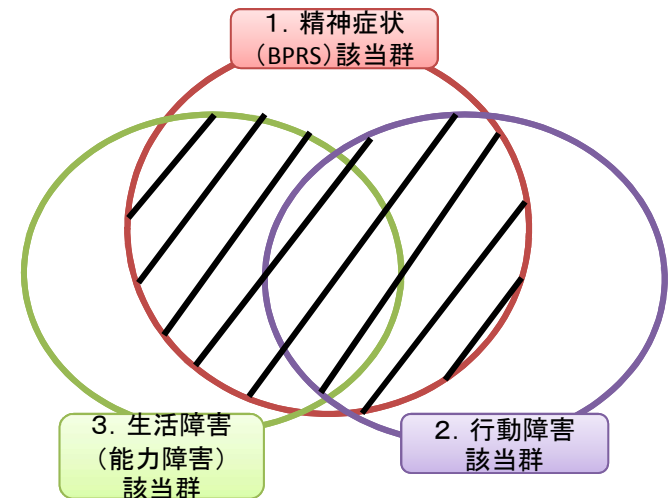 1．精神症状
（BPRS）該当群
3．生活障害
（能力障害）
該当群
2．行動障害
該当群